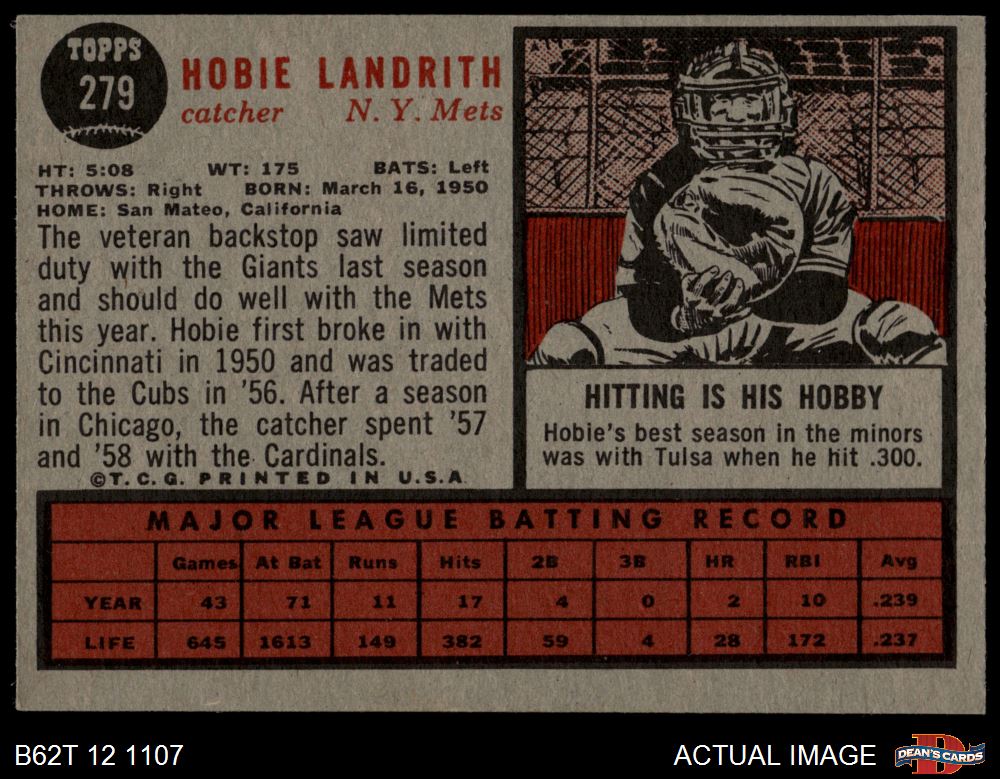 TOPPS
279
HOBIE LANDRITH
catcher N. Y. Mets
HT: 5:08 WT: 175 BATS: Left
THROWS: Right BORN: March 16, 1950
HOME: San Mateo, California
The veteran backstop saw limited
duty with the Giants last season
and should do well with the Mets
this year. Hobie first broke in with
Cincinnati in 1950 and was traded
to the Cubs in '56. After a season
in Chicago, the catcher spent '57
and '58 with the Cardinals.
©T. C. G. PRINTED IN U.S.A.
HITTING IS HIS HOBBY
Hobie's best season in the minors
was with Tulsa when he hit .300.
MAJOR LEAGUE BATTING RECORD
Games At Bat Runs Hits 2B 3B HR RBI Avg
YEAR 43 71 11 17 4 0 2 10 .239
LIFE 645 1613 149 382 59 4 28 172 .237
B62T 12 1107
ACTUAL IMAGE
DEAN'S CARDS